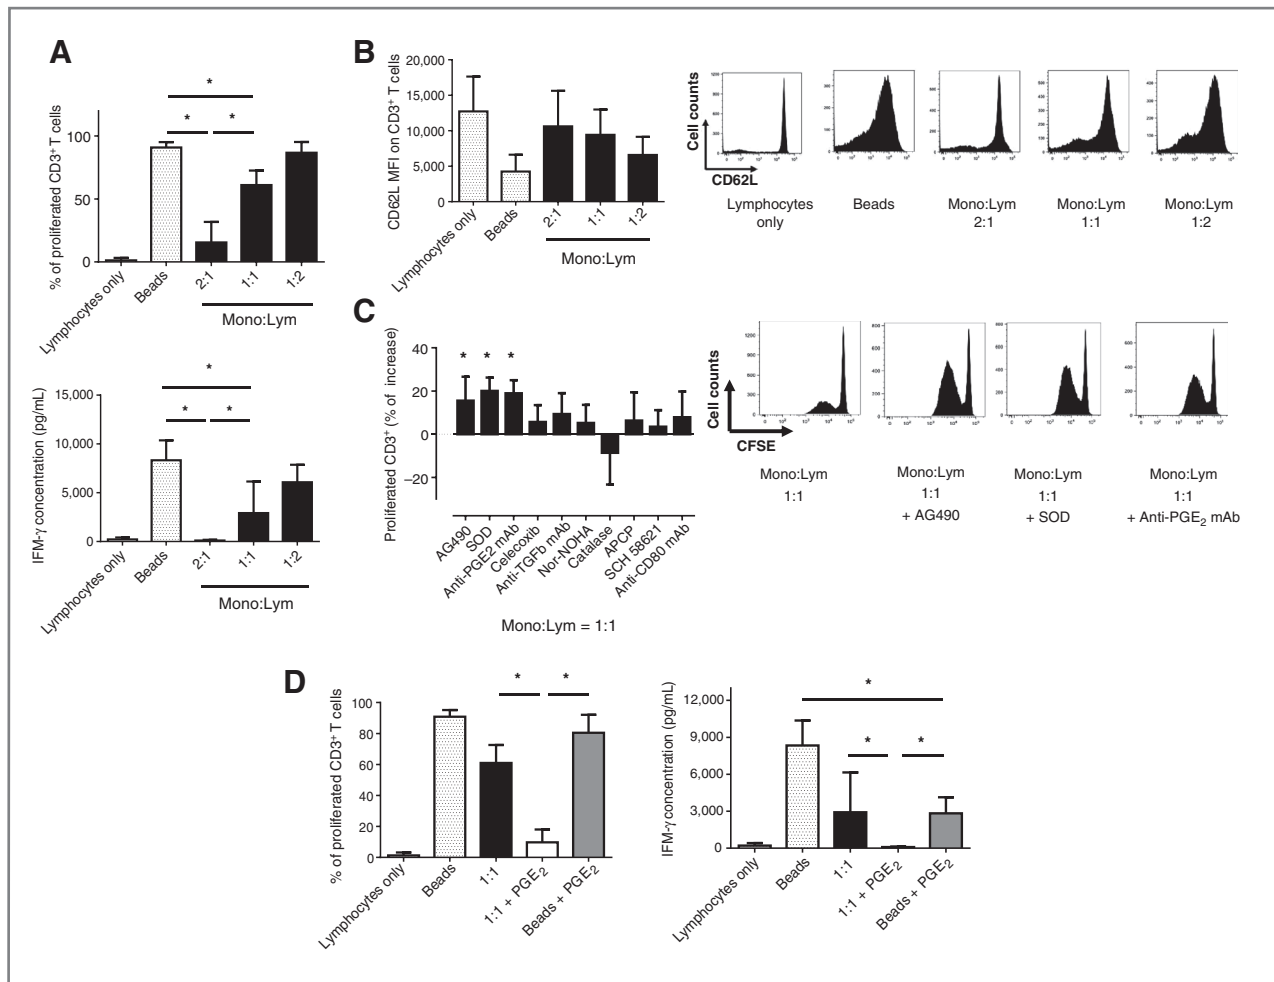 A
% of proliferated CD3+ T cells
100
50
0
*
* *
Lymphocytes only
Beads
2:1
1:1
1:2
Mono:Lym
IFM-γ concentration (pg/mL)
15,000
10,000
5,000
0
*
* *
Lymphocytes only
Beads
2:1
1:1
1:2
Mono:Lym
B
CD62L MFI on CD3+ T cells
20,000
15,000
10,000
5,000
0
Lymphocytes only
Beads
2:1
1:1
1:2
Mono:Lym
Cell counts
CD62L
Lymphocytes
only
Beads
Mono:Lym
2:1
Mono:Lym
1:1
Mono:Lym
1:2
C
Proliferated CD3+ (% of increase)
40
20
0
–20
* * *
AG490
SOD
Anti-PGE2 mAb
Celecoxib
Anti-TGFb mAb
Nor-NOHA
Catalase
APCP
SCH 58621
Anti-CD80 mAb
Mono:Lym = 1:1
Cell counts
CFSE
Mono:Lym
1:1
Mono:Lym
1:1
+ AG490
Mono:Lym
1:1
+ SOD
Mono:Lym
1:1
+ Anti-PGE2 mAb
D
% of proliferated CD3+ T cells
100
80
60
40
20
0
* *
Lymphocytes only
Beads
1:1
1:1 + PGE2
Beads + PGE2
IFM-γ concentration (pg/mL)
12,000
9,000
6,000
3,000
0
*
* *
Lymphocytes only
Beads
1:1
1:1 + PGE2
Beads + PGE2